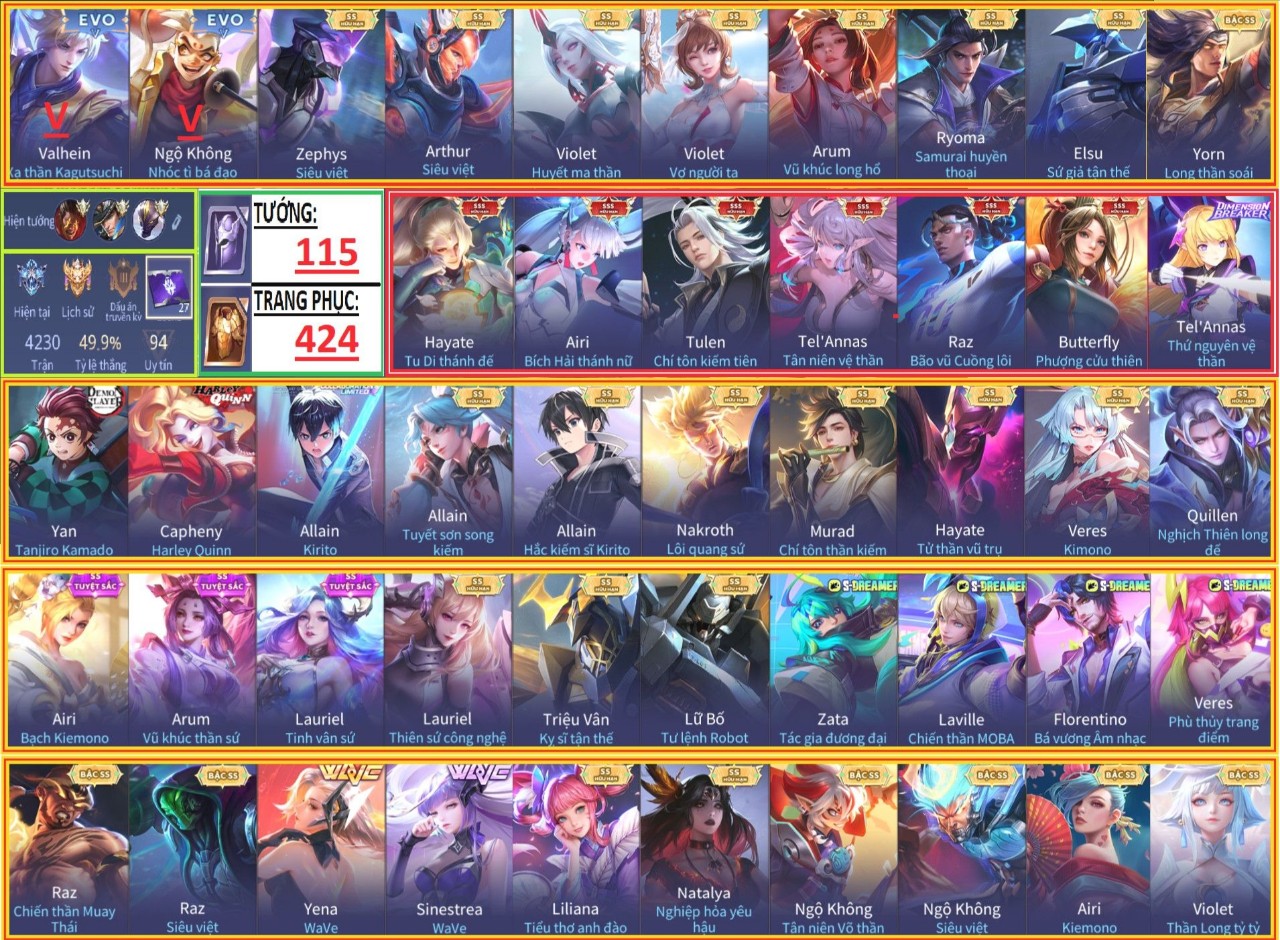 EVO
EVO
SS
HỮU HẠN
SS
HỮU HẠN
SS
HỮU HẠN
SS
HỮU HẠN
SS
HỮU HẠN
SS
HỮU HẠN
SS
HỮU HẠN
BẬC SS
V
V
Valhein
Ngộ Không
Zephys
Arthur
Violet
Violet
Arum
Ryoma
Elsu
Yorn
Xạ thần Kagutsuchi
Nhóc tì bá đạo
Siêu việt
Siêu việt
Huyết ma thần
Vợ người ta
Vũ khúc long hổ
Samurai huyền
thoại
Sứ giả tận thế
Long thần soái
Hiện tướng
Hiện tại
Lịch sử
Dấu ấn
truyền kỳ
27
4230
49.9%
94
Trận
Tỷ lệ thắng
Uy tín
TƯỚNG:
115
TRANG PHỤC:
424
SSS
HỮU HẠN
SSS
HỮU HẠN
SSS
HỮU HẠN
SSS
HỮU HẠN
SSS
HỮU HẠN
SSS
HỮU HẠN
DIMENSION
BREAKER
Hayate
Airi
Tulen
Tel'Annas
Raz
Butterfly
Tel'Annas
Tu Di thánh đế
Bích Hải thánh nữ
Chí tôn kiếm tiên
Tân niên vệ thần
Bão vũ Cuồng lôi
Phượng cửu thiên
Thứ nguyên vệ
thần
HARLEY
QUINN
SS
HỮU HẠN
SS
HỮU HẠN
SS
HỮU HẠN
SS
HỮU HẠN
SS
HỮU HẠN
SS
HỮU HẠN
SS
HỮU HẠN
Yan
Capheny
Allain
Allain
Allain
Nakroth
Murad
Hayate
Veres
Quillen
Tanjiro Kamado
Harley Quinn
Kirito
Tuyết sơn song
kiếm
Hắc kiếm sĩ Kirito
Lôi quang sứ
Chí tôn thần kiếm
Tử thần vũ trụ
Kimono
Nghịch Thiên long
đế
SS
TUYỆT SẮC
SS
TUYỆT SẮC
SS
TUYỆT SẮC
SS
HỮU HẠN
SS
HỮU HẠN
SS
HỮU HẠN
S-DREAMER
S-DREAMER
S-DREAMER
S-DREAMER
Airi
Arum
Lauriel
Lauriel
Triệu Vân
Lữ Bố
Zata
Laville
Florentino
Veres
Bạch Kiemono
Vũ khúc thần sứ
Tinh vân sứ
Thiên sứ công nghệ
Kỵ sĩ tận thế
Tư lệnh Robot
Tác gia đương đại
Chiến thần MOBA
Bá vương Âm nhạc
Phù thủy trang
điểm
BẬC SS
BẬC SS
WAVE
WAVE
SS
HỮU HẠN
SS
HỮU HẠN
BẬC SS
BẬC SS
BẬC SS
BẬC SS
Raz
Raz
Yena
Sinestrea
Liliana
Natalya
Ngộ Không
Ngộ Không
Airi
Violet
Chiến thần Muay
Thái
Siêu việt
WaVe
WaVe
Tiểu thơ anh đào
Nghiệp hỏa yêu
hậu
Tân niên Võ thần
Siêu việt
Kiemono
Thần Long tỷ tỷ